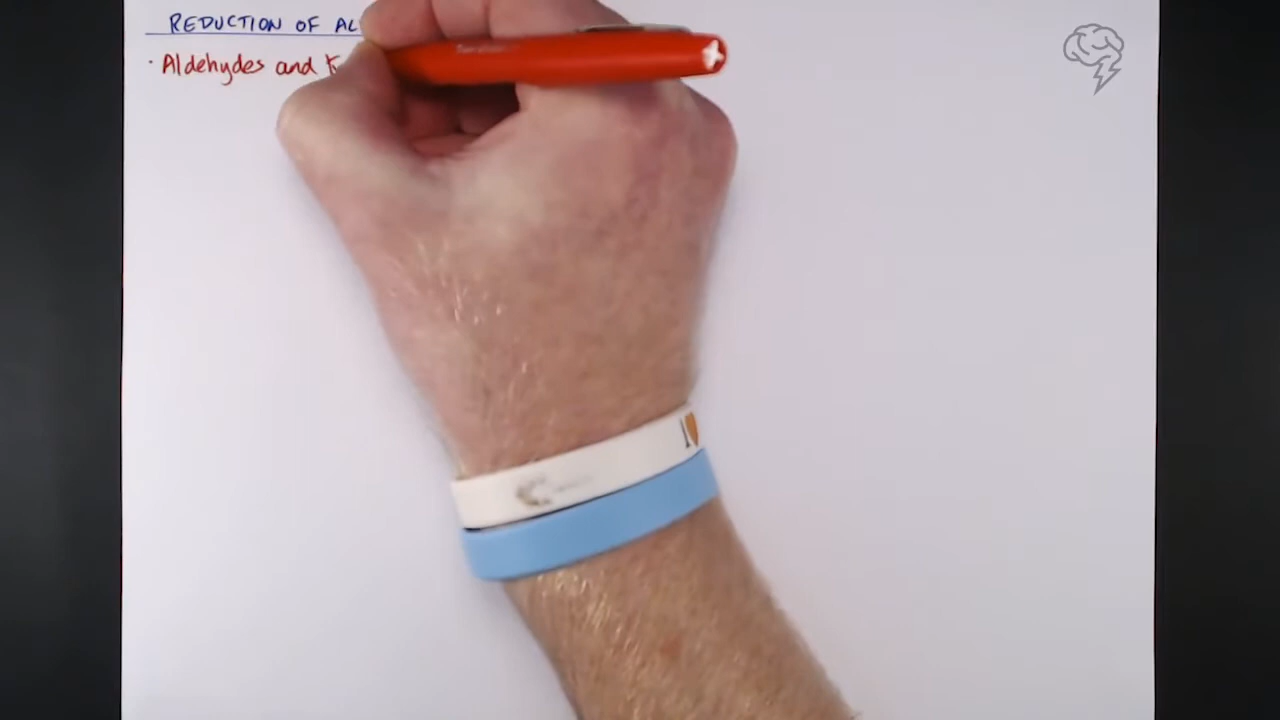 REDUCTION OF AL
· Aldehydes and K
I